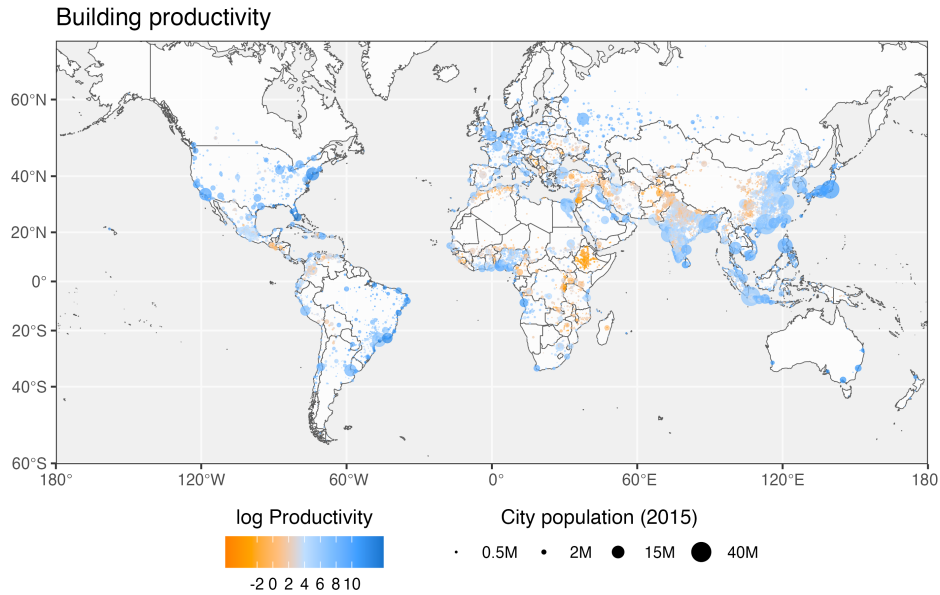 Building productivity
60°N
40°N
20°N
0°
20°S
40°S
60°S
180° 120°W 60°W 0° 60°E 120°E 180
log Productivity
-2 0 2 4 6 8 10
City population (2015)
0.5M 2M 15M 40M